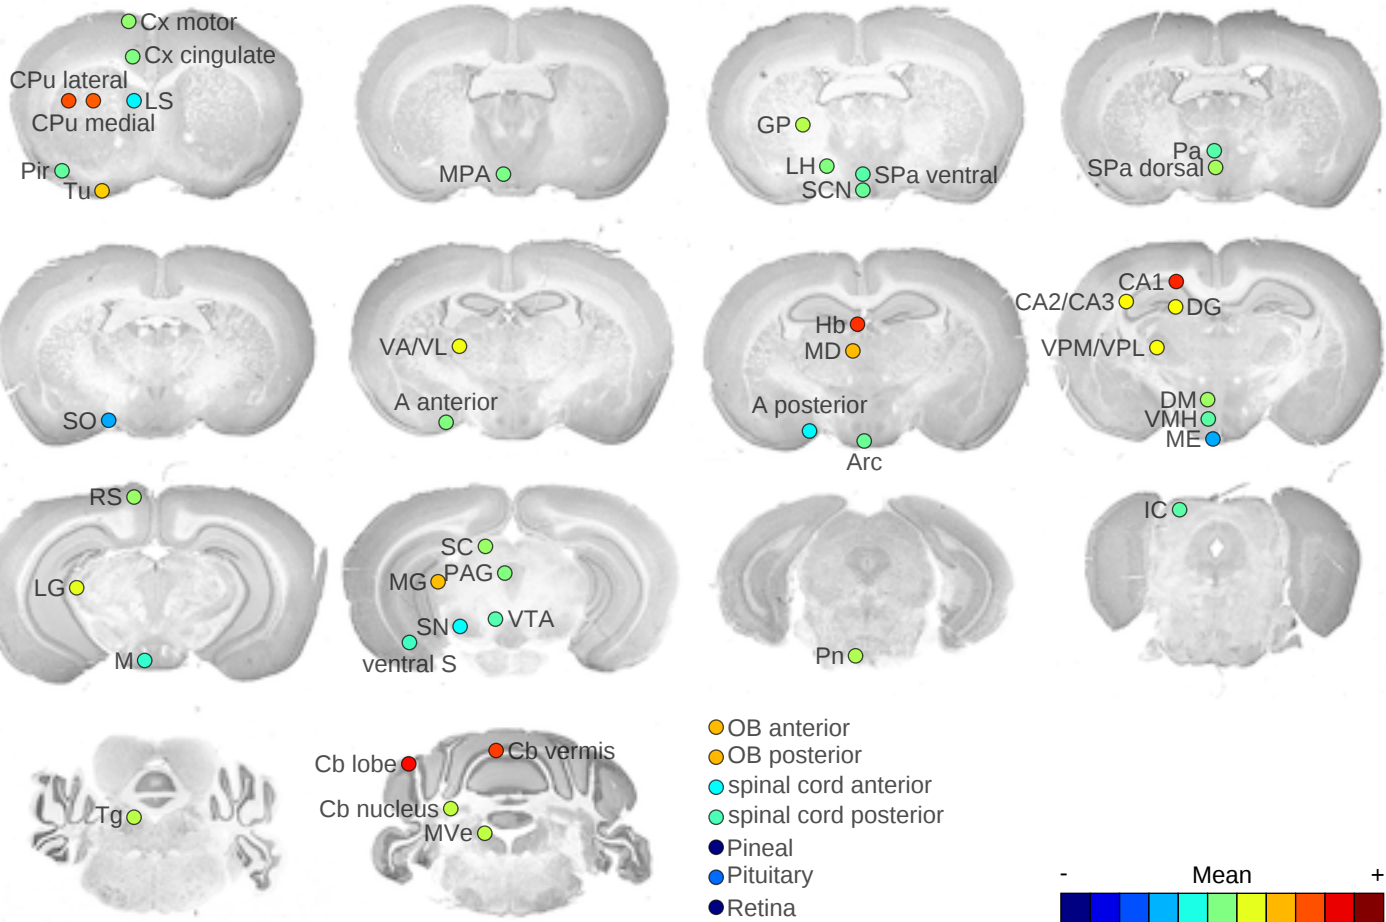 Cx motor
Cx cingulate
CPu lateral
LS
CPu medial
Pir
Tu
MPA
GP
LH
SPa ventral
SCN
Pa
SPa dorsal
SO
VA/VL
A anterior
Hb
MD
A posterior
Arc
CA1
CA2/CA3
DG
VPM/VPL
DM
VMH
ME
RS
LG
M
SC
PAG
MG
VTA
SN
ventral S
Pn
IC
Tg
Cb lobe
Cb vermis
Cb nucleus
MVe
OB anterior
OB posterior
spinal cord anterior
spinal cord posterior
Pineal
Pituitary
Retina
- Mean +